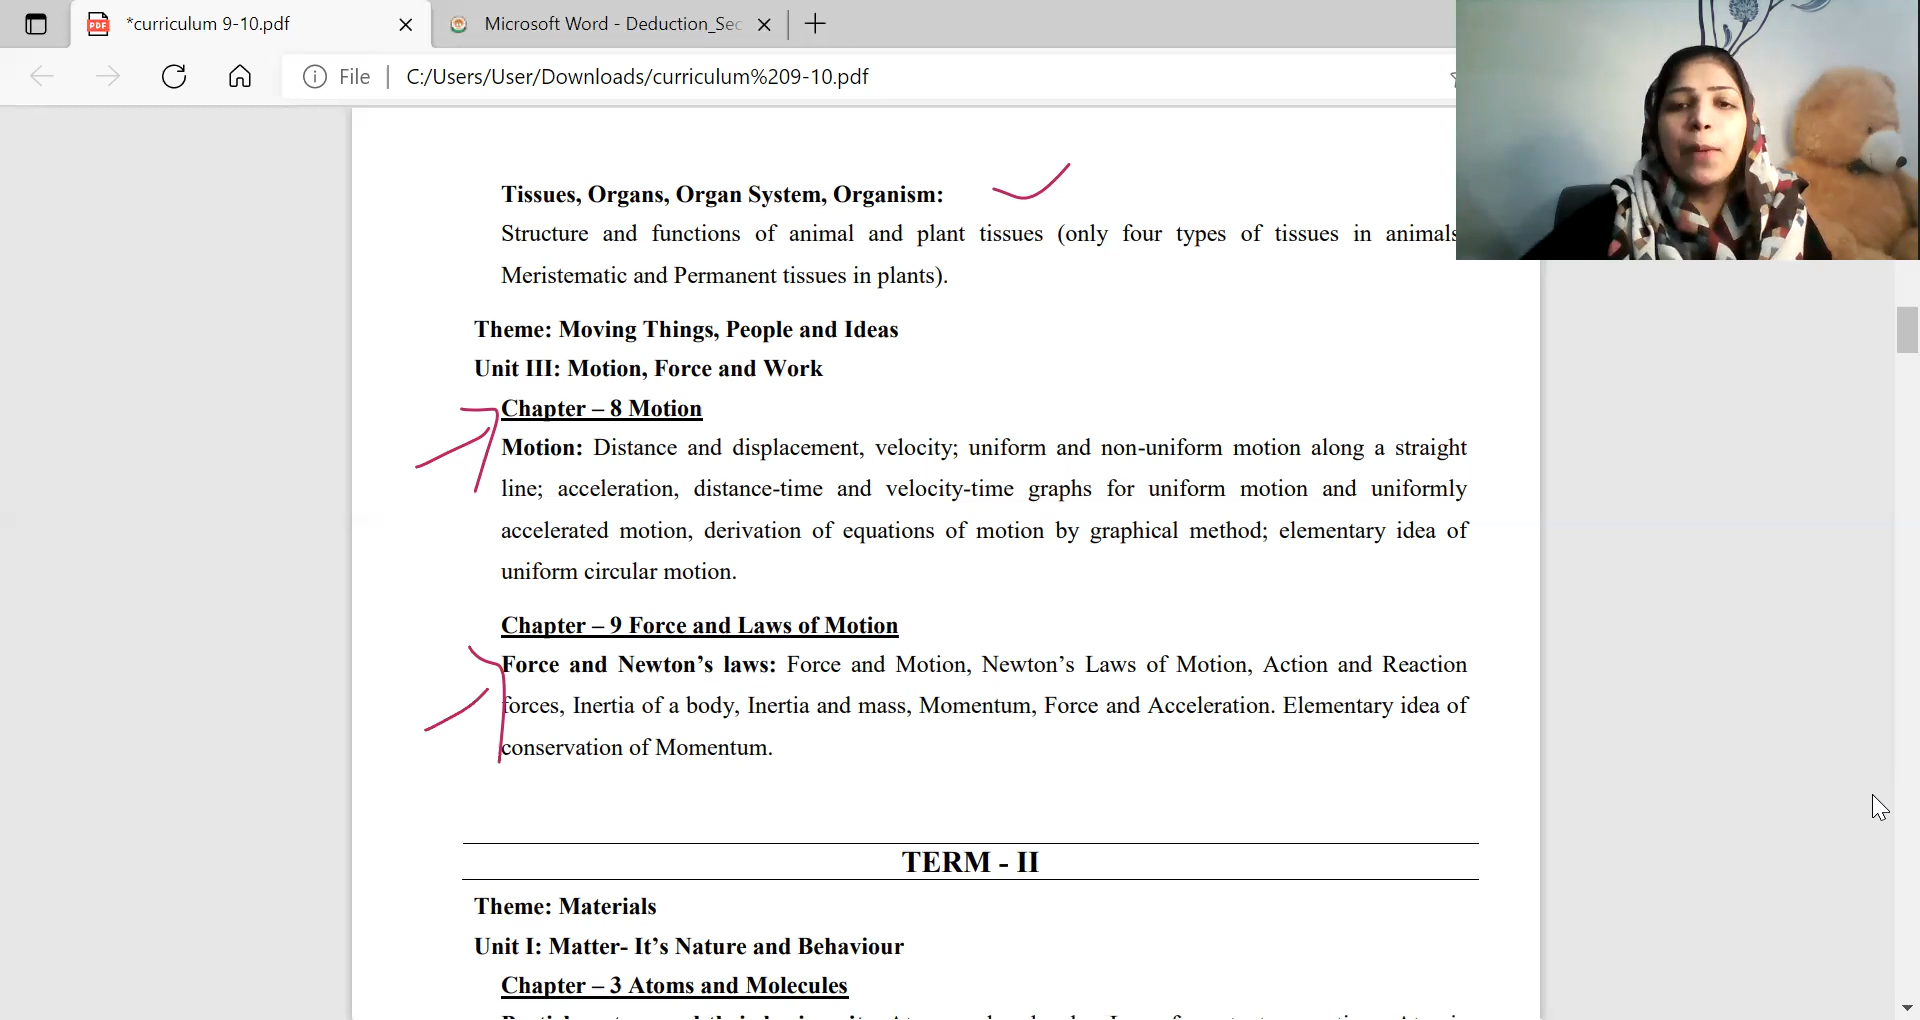 *curriculum 9-10.pdf
Microsoft Word - Deduction_Sec
File | C:/Users/User/Downloads/curriculum%209-10.pdf
Tissues, Organs, Organ System, Organism:
Structure and functions of animal and plant tissues (only four types of tissues in animals
Meristematic and Permanent tissues in plants).
Theme: Moving Things, People and Ideas
Unit III: Motion, Force and Work
Chapter – 8 Motion
Motion: Distance and displacement, velocity; uniform and non-uniform motion along a straight
line; acceleration, distance-time and velocity-time graphs for uniform motion and uniformly
accelerated motion, derivation of equations of motion by graphical method; elementary idea of
uniform circular motion.
Chapter – 9 Force and Laws of Motion
Force and Newton’s laws: Force and Motion, Newton’s Laws of Motion, Action and Reaction
forces, Inertia of a body, Inertia and mass, Momentum, Force and Acceleration. Elementary idea of
conservation of Momentum.
TERM - II
Theme: Materials
Unit I: Matter- It’s Nature and Behaviour
Chapter – 3 Atoms and Molecules